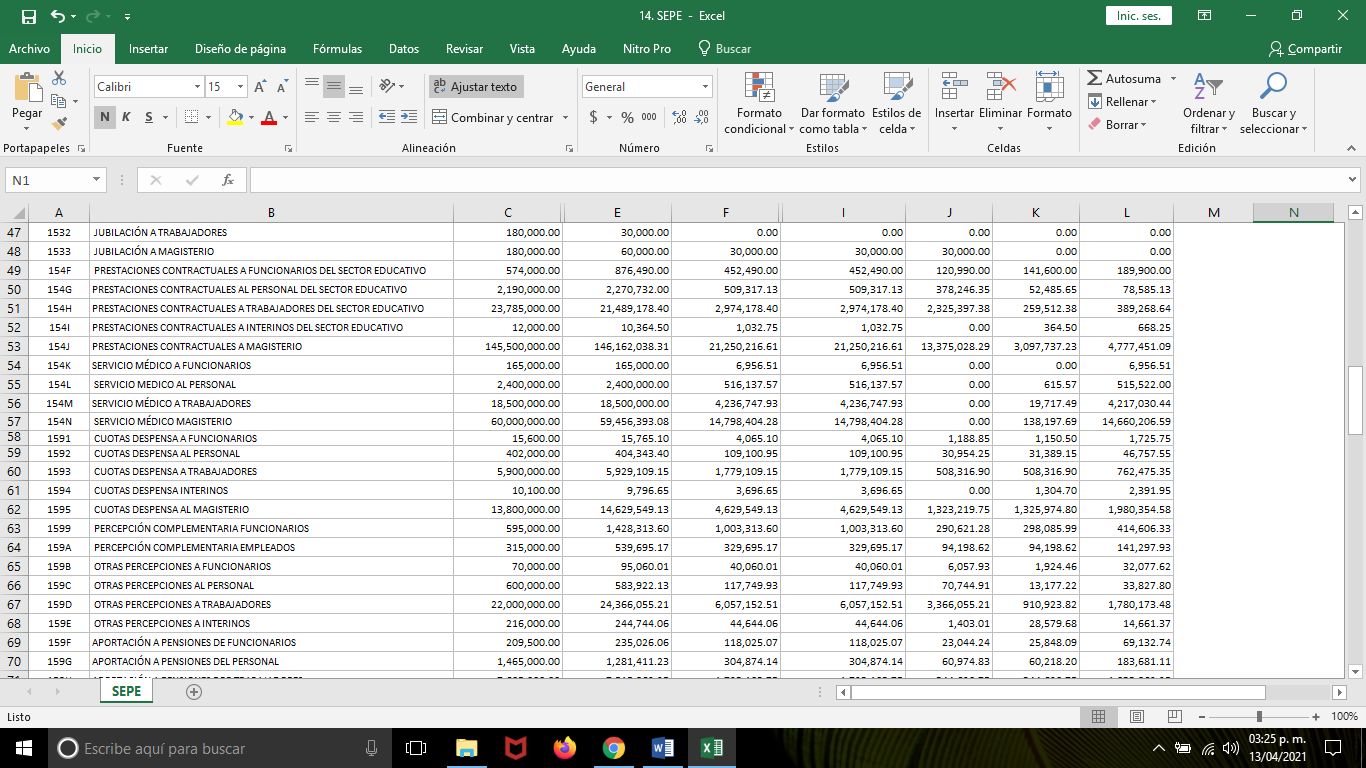 14. SEPE - Excel
Inic. ses.
Archivo Inicio Insertar Diseño de página Fórmulas Datos Revisar Vista Ayuda Nitro Pro Buscar Compartir
Pegar
Calibri 15
N K S
Ajustar texto
Combinar y centrar
General
$ % 000
Formato condicional
Dar formato como tabla
Estilos de celda
Insertar Eliminar Formato
Autosuma
Rellenar
Borrar
Ordenar y filtrar
Buscar y seleccionar
Portapapeles Fuente Alineación Número Estilos Celdas Edición
N1 fx
A B C E F I J K L M N
47 1532 JUBILACIÓN A TRABAJADORES 180,000.00 30,000.00 0.00 0.00 0.00 0.00 0.00
48 1533 JUBILACIÓN A MAGISTERIO 180,000.00 60,000.00 30,000.00 30,000.00 30,000.00 0.00 0.00
49 154F PRESTACIONES CONTRACTUALES A FUNCIONARIOS DEL SECTOR EDUCATIVO 574,000.00 876,490.00 452,490.00 452,490.00 120,990.00 141,600.00 189,900.00
50 154G PRESTACIONES CONTRACTUALES AL PERSONAL DEL SECTOR EDUCATIVO 2,190,000.00 2,270,732.00 509,317.13 509,317.13 378,246.35 52,485.65 78,585.13
51 154H PRESTACIONES CONTRACTUALES A TRABAJADORES DEL SECTOR EDUCATIVO 23,785,000.00 21,489,178.40 2,974,178.40 2,974,178.40 2,325,397.38 259,512.38 389,268.64
52 154I PRESTACIONES CONTRACTUALES A INTERINOS DEL SECTOR EDUCATIVO 12,000.00 10,364.50 1,032.75 1,032.75 0.00 364.50 668.25
53 154J PRESTACIONES CONTRACTUALES A MAGISTERIO 145,500,000.00 146,162,038.31 21,250,216.61 21,250,216.61 13,375,028.29 3,097,737.23 4,777,451.09
54 154K SERVICIO MÉDICO A FUNCIONARIOS 165,000.00 165,000.00 6,956.51 6,956.51 0.00 0.00 6,956.51
55 154L SERVICIO MEDICO AL PERSONAL 2,400,000.00 2,400,000.00 516,137.57 516,137.57 0.00 615.57 515,522.00
56 154M SERVICIO MÉDICO A TRABAJADORES 18,500,000.00 18,500,000.00 4,236,747.93 4,236,747.93 0.00 19,717.49 4,217,030.44
57 154N SERVICIO MÉDICO MAGISTERIO 60,000,000.00 59,456,393.08 14,798,404.28 14,798,404.28 0.00 138,197.69 14,660,206.59
58 1591 CUOTAS DESPENSA A FUNCIONARIOS 15,600.00 15,765.10 4,065.10 4,065.10 1,188.85 1,150.50 1,725.75
59 1592 CUOTAS DESPENSA AL PERSONAL 402,000.00 404,343.40 109,100.95 109,100.95 30,954.25 31,389.15 46,757.55
60 1593 CUOTAS DESPENSA A TRABAJADORES 5,900,000.00 5,929,109.15 1,779,109.15 1,779,109.15 508,316.90 508,316.90 762,475.35
61 1594 CUOTAS DESPENSA INTERINOS 10,100.00 9,796.65 3,696.65 3,696.65 0.00 1,304.70 2,391.95
62 1595 CUOTAS DESPENSA AL MAGISTERIO 13,800,000.00 14,629,549.13 4,629,549.13 4,629,549.13 1,323,219.75 1,325,974.80 1,980,354.58
63 1599 PERCEPCIÓN COMPLEMENTARIA FUNCIONARIOS 595,000.00 1,428,313.60 1,003,313.60 1,003,313.60 290,621.28 298,085.99 414,606.33
64 159A PERCEPCIÓN COMPLEMENTARIA EMPLEADOS 315,000.00 539,695.17 329,695.17 329,695.17 94,198.62 94,198.62 141,297.93
65 159B OTRAS PERCEPCIONES A FUNCIONARIOS 70,000.00 95,060.01 40,060.01 40,060.01 6,057.93 1,924.46 32,077.62
66 159C OTRAS PERCEPCIONES AL PERSONAL 600,000.00 583,922.13 117,749.93 117,749.93 70,744.91 13,177.22 33,827.80
67 159D OTRAS PERCEPCIONES A TRABAJADORES 22,000,000.00 24,366,055.21 6,057,152.51 6,057,152.51 3,366,055.21 910,923.82 1,780,173.48
68 159E OTRAS PERCEPCIONES A INTERINOS 216,000.00 244,744.06 44,644.06 44,644.06 1,403.01 28,579.68 14,661.37
69 159F APORTACIÓN A PENSIONES DE FUNCIONARIOS 209,500.00 235,026.06 118,025.07 118,025.07 23,044.24 25,848.09 69,132.74
70 159G APORTACIÓN A PENSIONES DEL PERSONAL 1,465,000.00 1,281,411.23 304,874.14 304,874.14 60,974.83 60,218.20 183,681.11
SEPE
Listo 100%
Escribe aquí para buscar
03:25 p. m.
13/04/2021